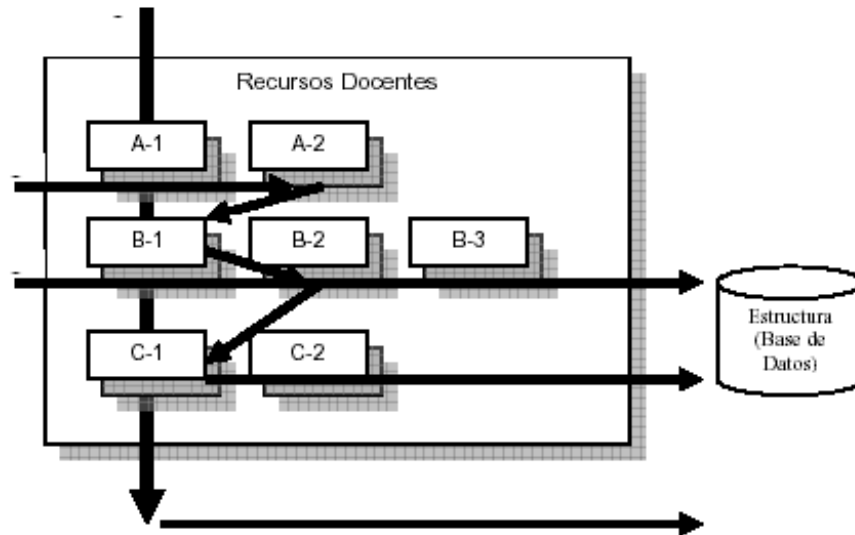 Recursos Docentes
A-1
A-2
B-1
B-2
B-3
C-1
C-2
Estructura
(Base de
Datos)